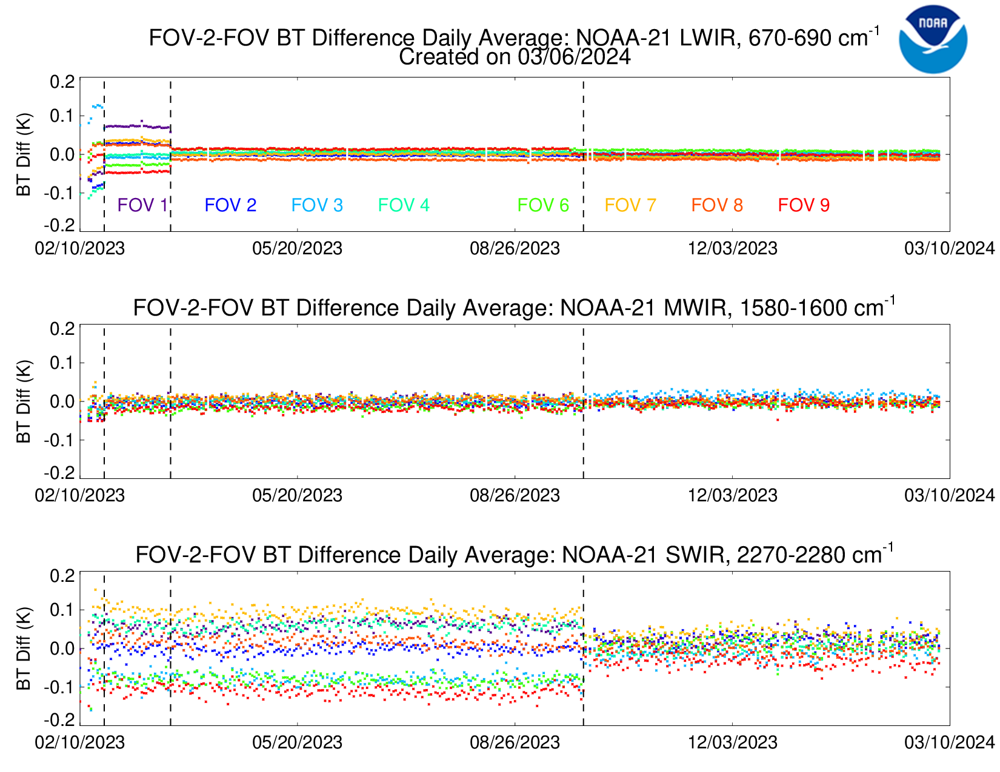 FOV-2-FOV BT Difference Daily Average: NOAA-21 LWIR, 670-690 cm-1
Created on 03/06/2024
NOAA
BT Diff (K)
0.2
0.1
0.0
-0.1
-0.2
FOV 1 FOV 2 FOV 3 FOV 4 FOV 6 FOV 7 FOV 8 FOV 9
02/10/2023 05/20/2023 08/26/2023 12/03/2023 03/10/2024
FOV-2-FOV BT Difference Daily Average: NOAA-21 MWIR, 1580-1600 cm-1
BT Diff (K)
0.2
0.1
0.0
-0.1
-0.2
02/10/2023 05/20/2023 08/26/2023 12/03/2023 03/10/2024
FOV-2-FOV BT Difference Daily Average: NOAA-21 SWIR, 2270-2280 cm-1
BT Diff (K)
0.2
0.1
0.0
-0.1
-0.2
02/10/2023 05/20/2023 08/26/2023 12/03/2023 03/10/2024